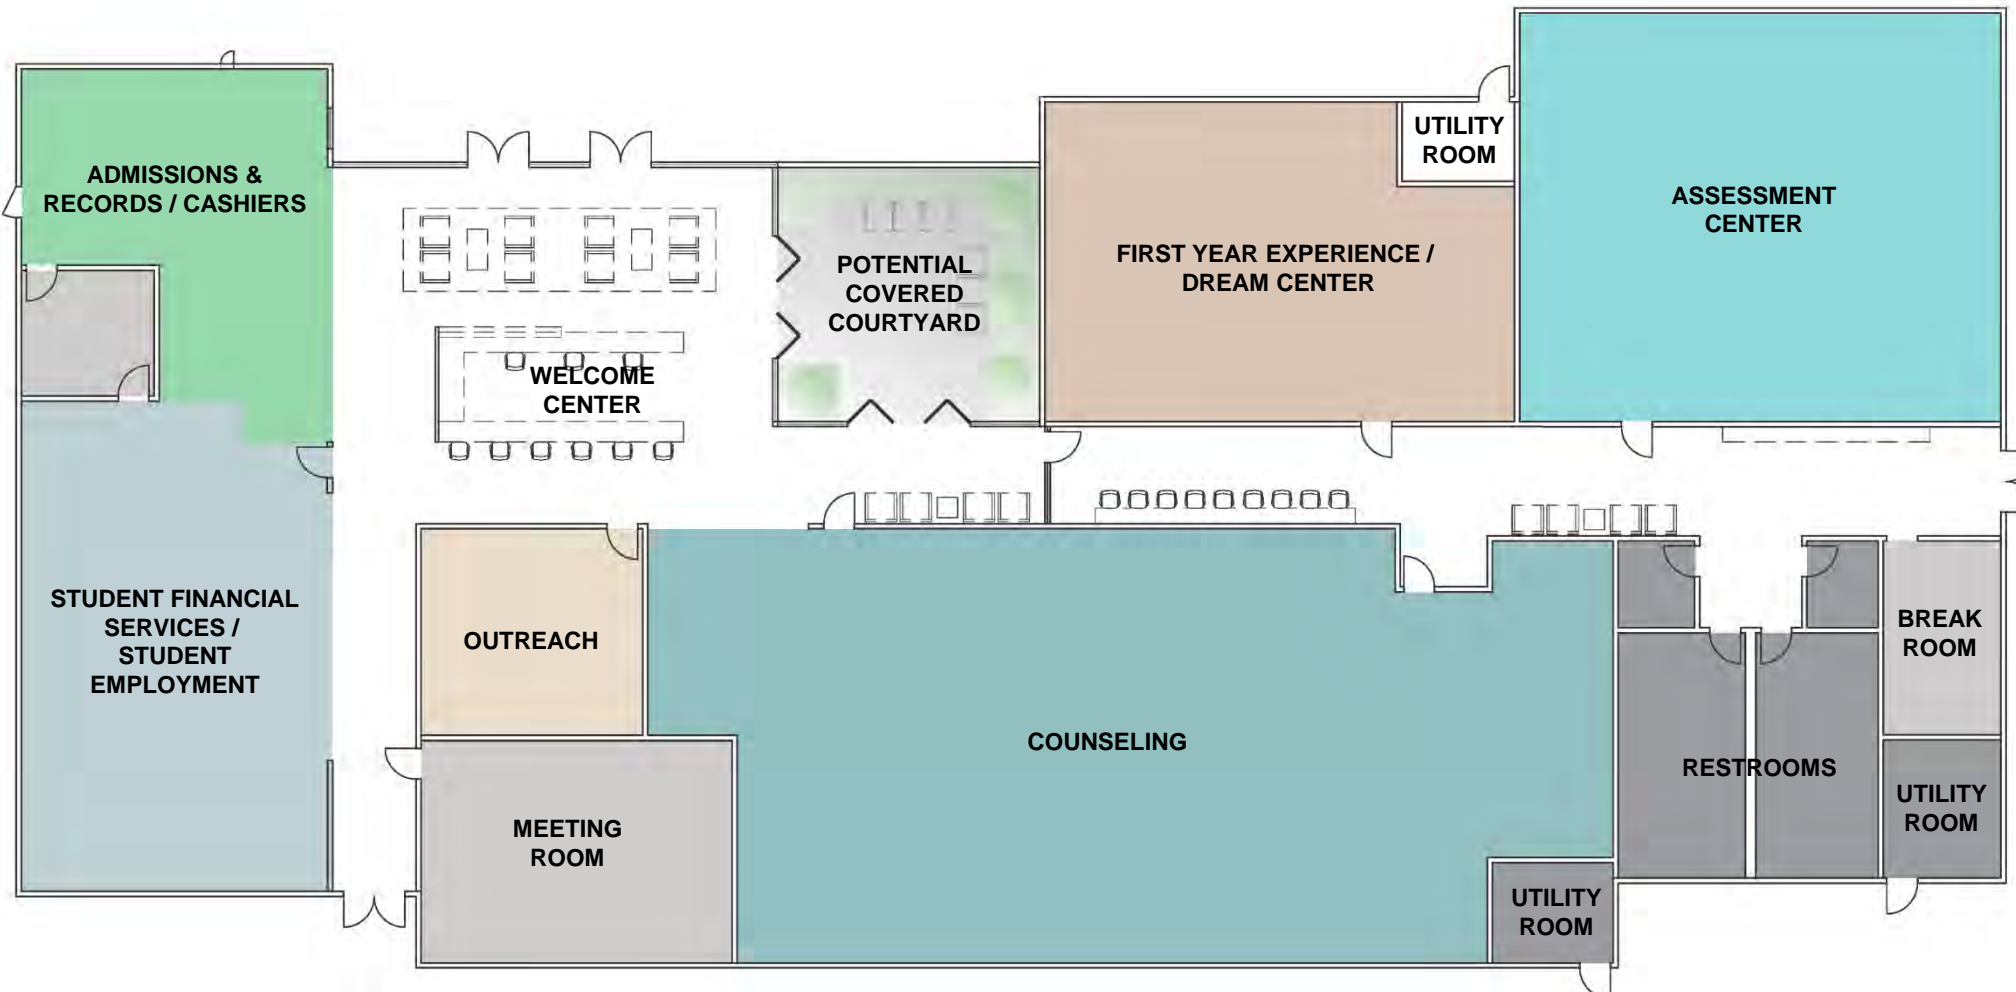 ADMISSIONS &
RECORDS / CASHIERS
UTILITY
ROOM
ASSESSMENT
CENTER
FIRST YEAR EXPERIENCE /
DREAM CENTER
POTENTIAL
COVERED
COURTYARD
WELCOME
CENTER
STUDENT FINANCIAL
SERVICES /
STUDENT
EMPLOYMENT
OUTREACH
COUNSELING
BREAK
ROOM
RESTROOMS
UTILITY
ROOM
MEETING
ROOM
UTILITY
ROOM